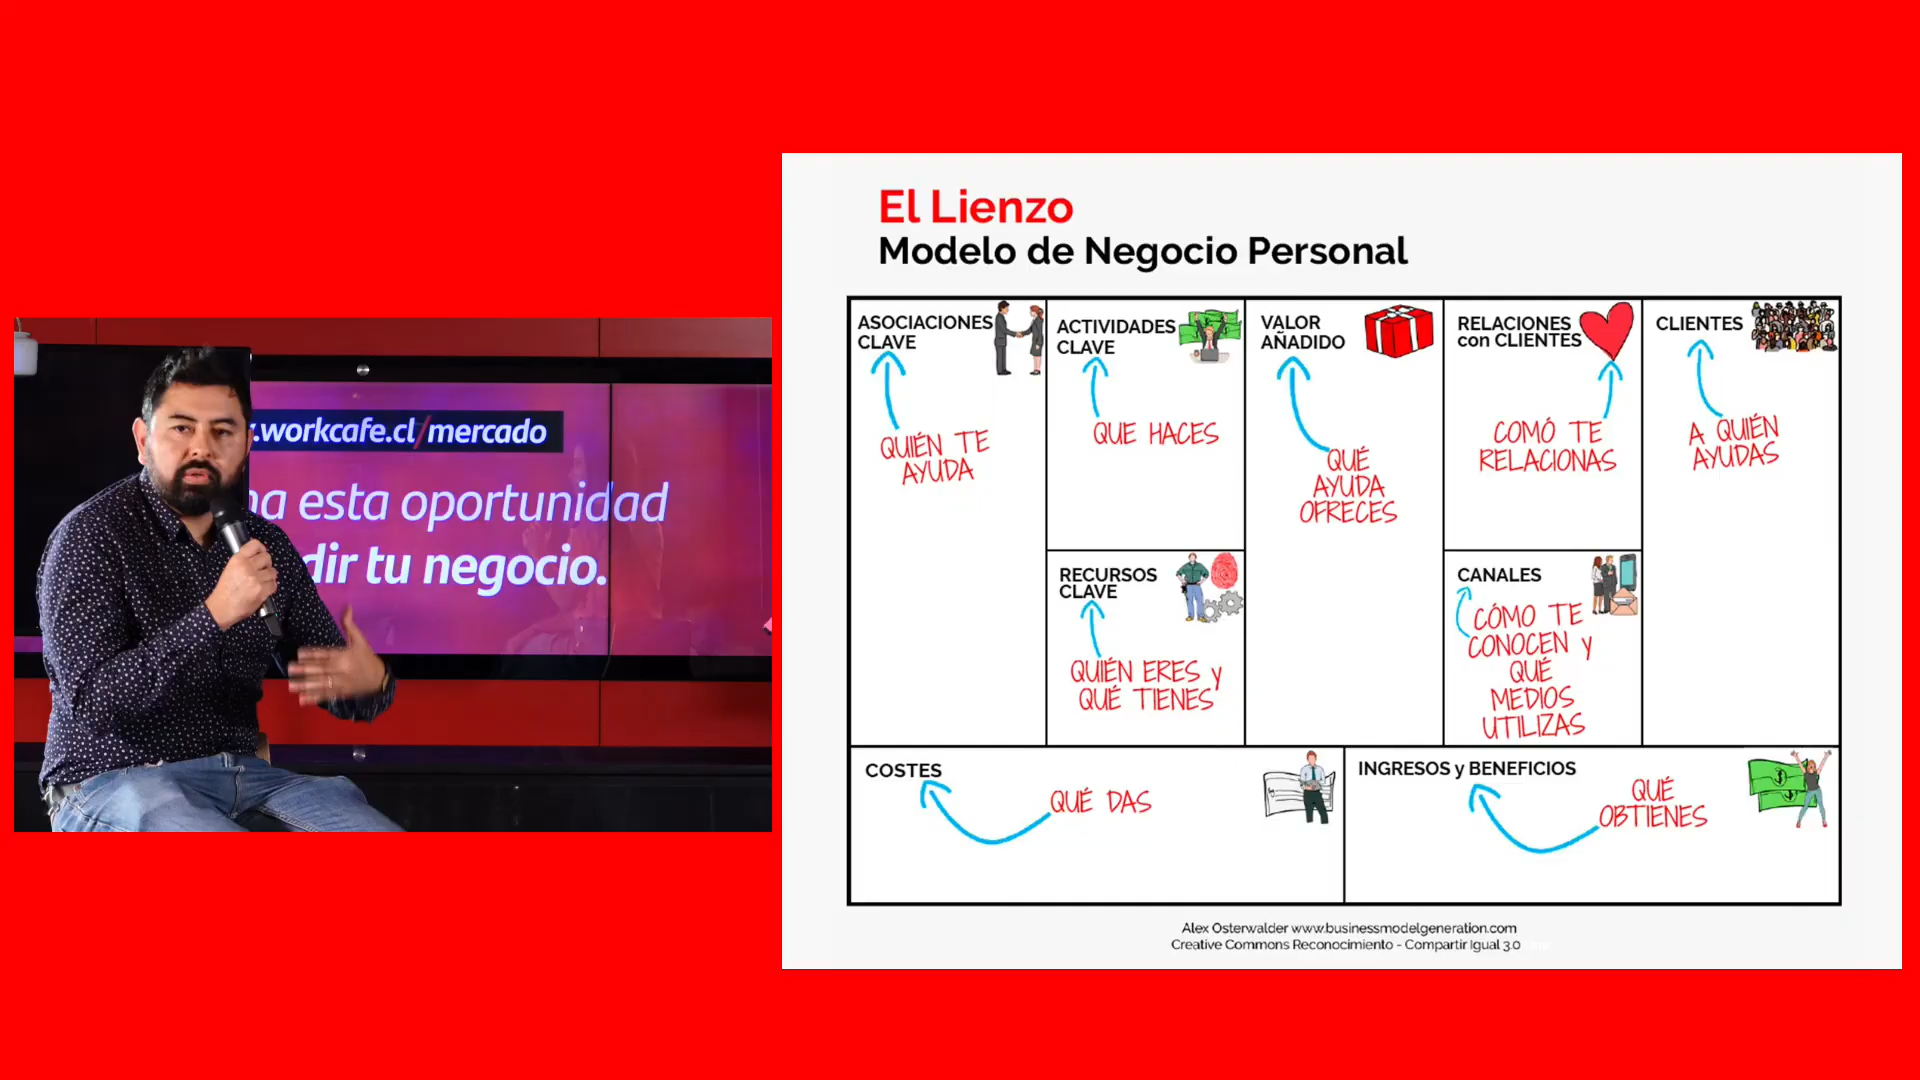 .workcafe.cl/mercado
esta oportunidad
tu negocio.
El Lienzo
Modelo de Negocio Personal
ASOCIACIONES
CLAVE
QUIÉN TE
AYUDA
ACTIVIDADES
CLAVE
QUE HACES
RECURSOS
CLAVE
QUIÉN ERES y
QUÉ TIENES
VALOR
AÑADIDO
QUÉ
AYUDA
OFRECES
RELACIONES
con CLIENTES
COMÓ TE
RELACIONAS
CANALES
CÓMO TE
CONOCEN y
QUÉ
MEDIOS
UTILIZAS
CLIENTES
A QUIÉN
AYUDAS
COSTES
QUÉ DAS
INGRESOS y BENEFICIOS
QUÉ
OBTIENES
Alex Osterwalder www.businessmodelgeneration.com
Creative Commons Reconocimiento - Compartir Igual 3.0